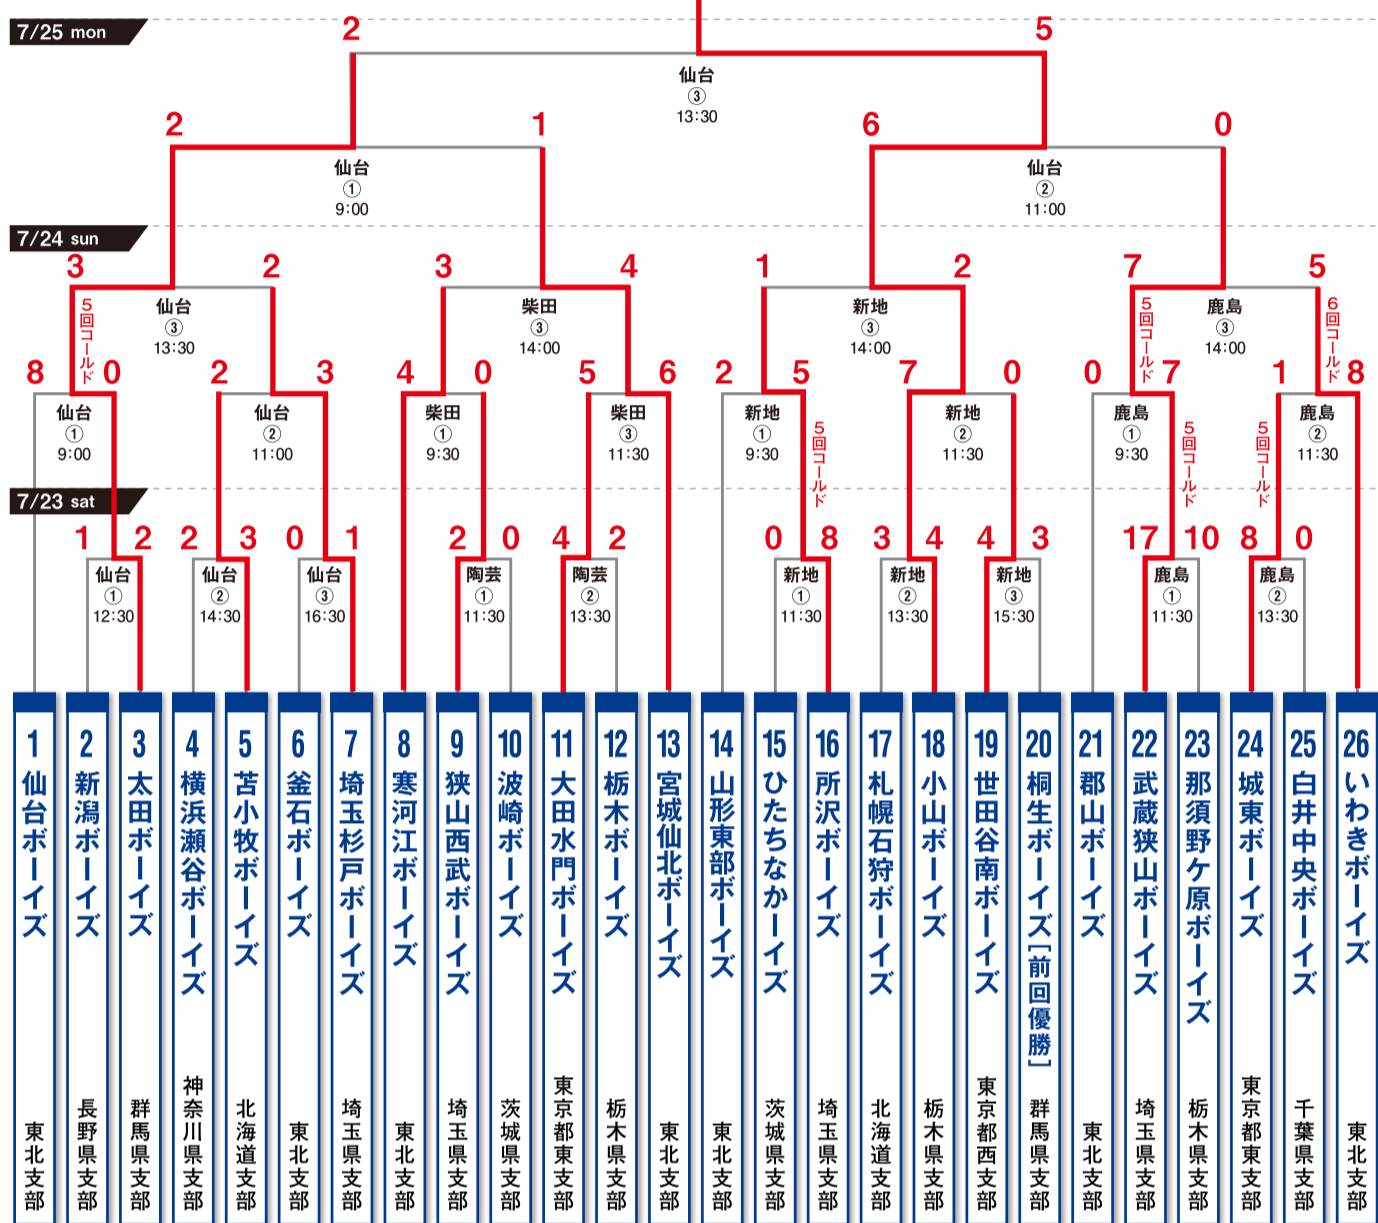 7/25 mon
2
5
仙台
③
13:30
2
1
6
0
仙台
①
9:00
仙台
②
11:00
7/24 sun
3
2
3
4
1
2
7
5
5回コールド
仙台
③
13:30
柴田
③
14:00
新地
③
14:00
5回コールド
鹿島
③
14:00
6回コールド
8
0
2
3
4
0
5
6
2
5
7
0
0
7
1
8
仙台
①
9:00
仙台
②
11:00
柴田
①
9:30
柴田
③
11:30
新地
①
9:30
5回コールド
新地
②
11:30
鹿島
①
9:30
5回コールド
5回コールド
鹿島
②
11:30
7/23 sat
1
2
2
3
0
1
2
0
4
2
0
8
3
4
4
3
17
10
8
0
仙台
①
12:30
仙台
②
14:30
仙台
③
16:30
陶芸
①
11:30
陶芸
②
13:30
新地
①
11:30
新地
②
13:30
新地
③
15:30
鹿島
①
11:30
鹿島
②
13:30
1
仙台ボーイズ
東北支部
2
新潟ボーイズ
長野県支部
3
太田ボーイズ
群馬県支部
4
横浜瀬谷ボーイズ
神奈川県支部
5
苫小牧ボーイズ
北海道支部
6
釜石ボーイズ
東北支部
7
埼玉杉戸ボーイズ
埼玉県支部
8
寒河江ボーイズ
東北支部
9
狭山西武ボーイズ
埼玉県支部
10
波崎ボーイズ
茨城県支部
11
大田水門ボーイズ
東京都東支部
12
栃木ボーイズ
栃木県支部
13
宮城仙北ボーイズ
東北支部
14
山形東部ボーイズ
東北支部
15
ひたちなかーイズ
茨城県支部
16
所沢ボーイズ
埼玉県支部
17
札幌石狩ボーイズ
北海道支部
18
小山ボーイズ
栃木県支部
19
世田谷南ボーイズ
東京都西支部
20
桐生ボーイズ[前回優勝]
群馬県支部
21
郡山ボーイズ
東北支部
22
武蔵狭山ボーイズ
埼玉県支部
23
那須野ケ原ボーイズ
栃木県支部
24
城東ボーイズ
東京都東支部
25
白井中央ボーイズ
千葉県支部
26
いわきボーイズ
東北支部